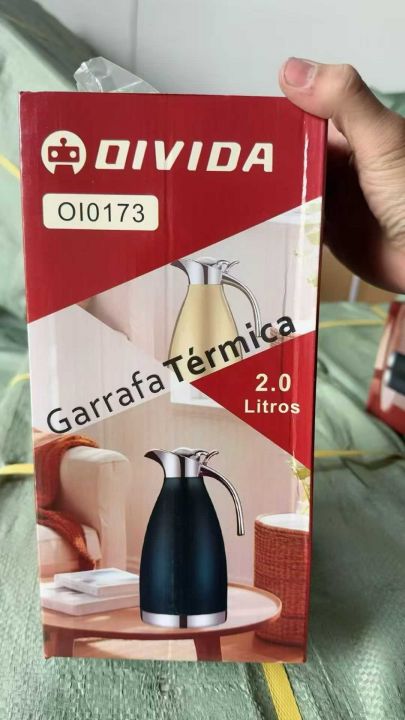 OIVIDA
OI0173
Garrafa Térmica
2.0
Litros